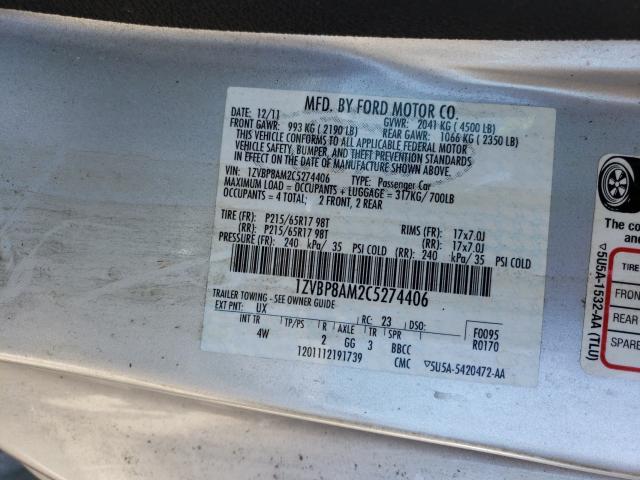 MFD. BY FORD MOTOR CO.
DATE: 12/11 GVWR: 2041 KG (4500 LB)
FRONT GAWR: 993 KG (2190 LB) REAR GAWR: 1066 KG (2350 LB)
THIS VEHICLE CONFORMS TO ALL APPLICABLE FEDERAL MOTOR
VEHICLE SAFETY, BUMPER, AND THEFT PREVENTION STANDARDS
IN EFFECT ON THE DATE OF MANUFACTURE SHOWN ABOVE.
VIN: 1ZVBP8AM2C5274406 TYPE: Passenger Car
MAXIMUM LOAD = OCCUPANTS + LUGGAGE = 317KG/700LB
OCCUPANTS = 4 TOTAL; 2 FRONT, 2 REAR
TIRE (FR): P215/65R17 98T RIMS (FR): 17x7.0J
(RR): P215/65R17 98T (RR): 17x7.0J
PRESSURE (FR): 240 kPa/ 35 PSI COLD (RR): 240 kPa/ 35 PSI COLD
1ZVBP8AM2C5274406
TRAILER TOWING - SEE OWNER GUIDE
EXT PNT: UX RC: 23 DSO:
INT TR TP/PS R AXLE TR SPR F0095
4W 2 GG 3 BBCC R0170
1201112191739 CMC ▽5U5A-5420472-AA
The co
and
▽5U5A-1532-AA (TLU)
TIRE
FRON
REAR
SPARE